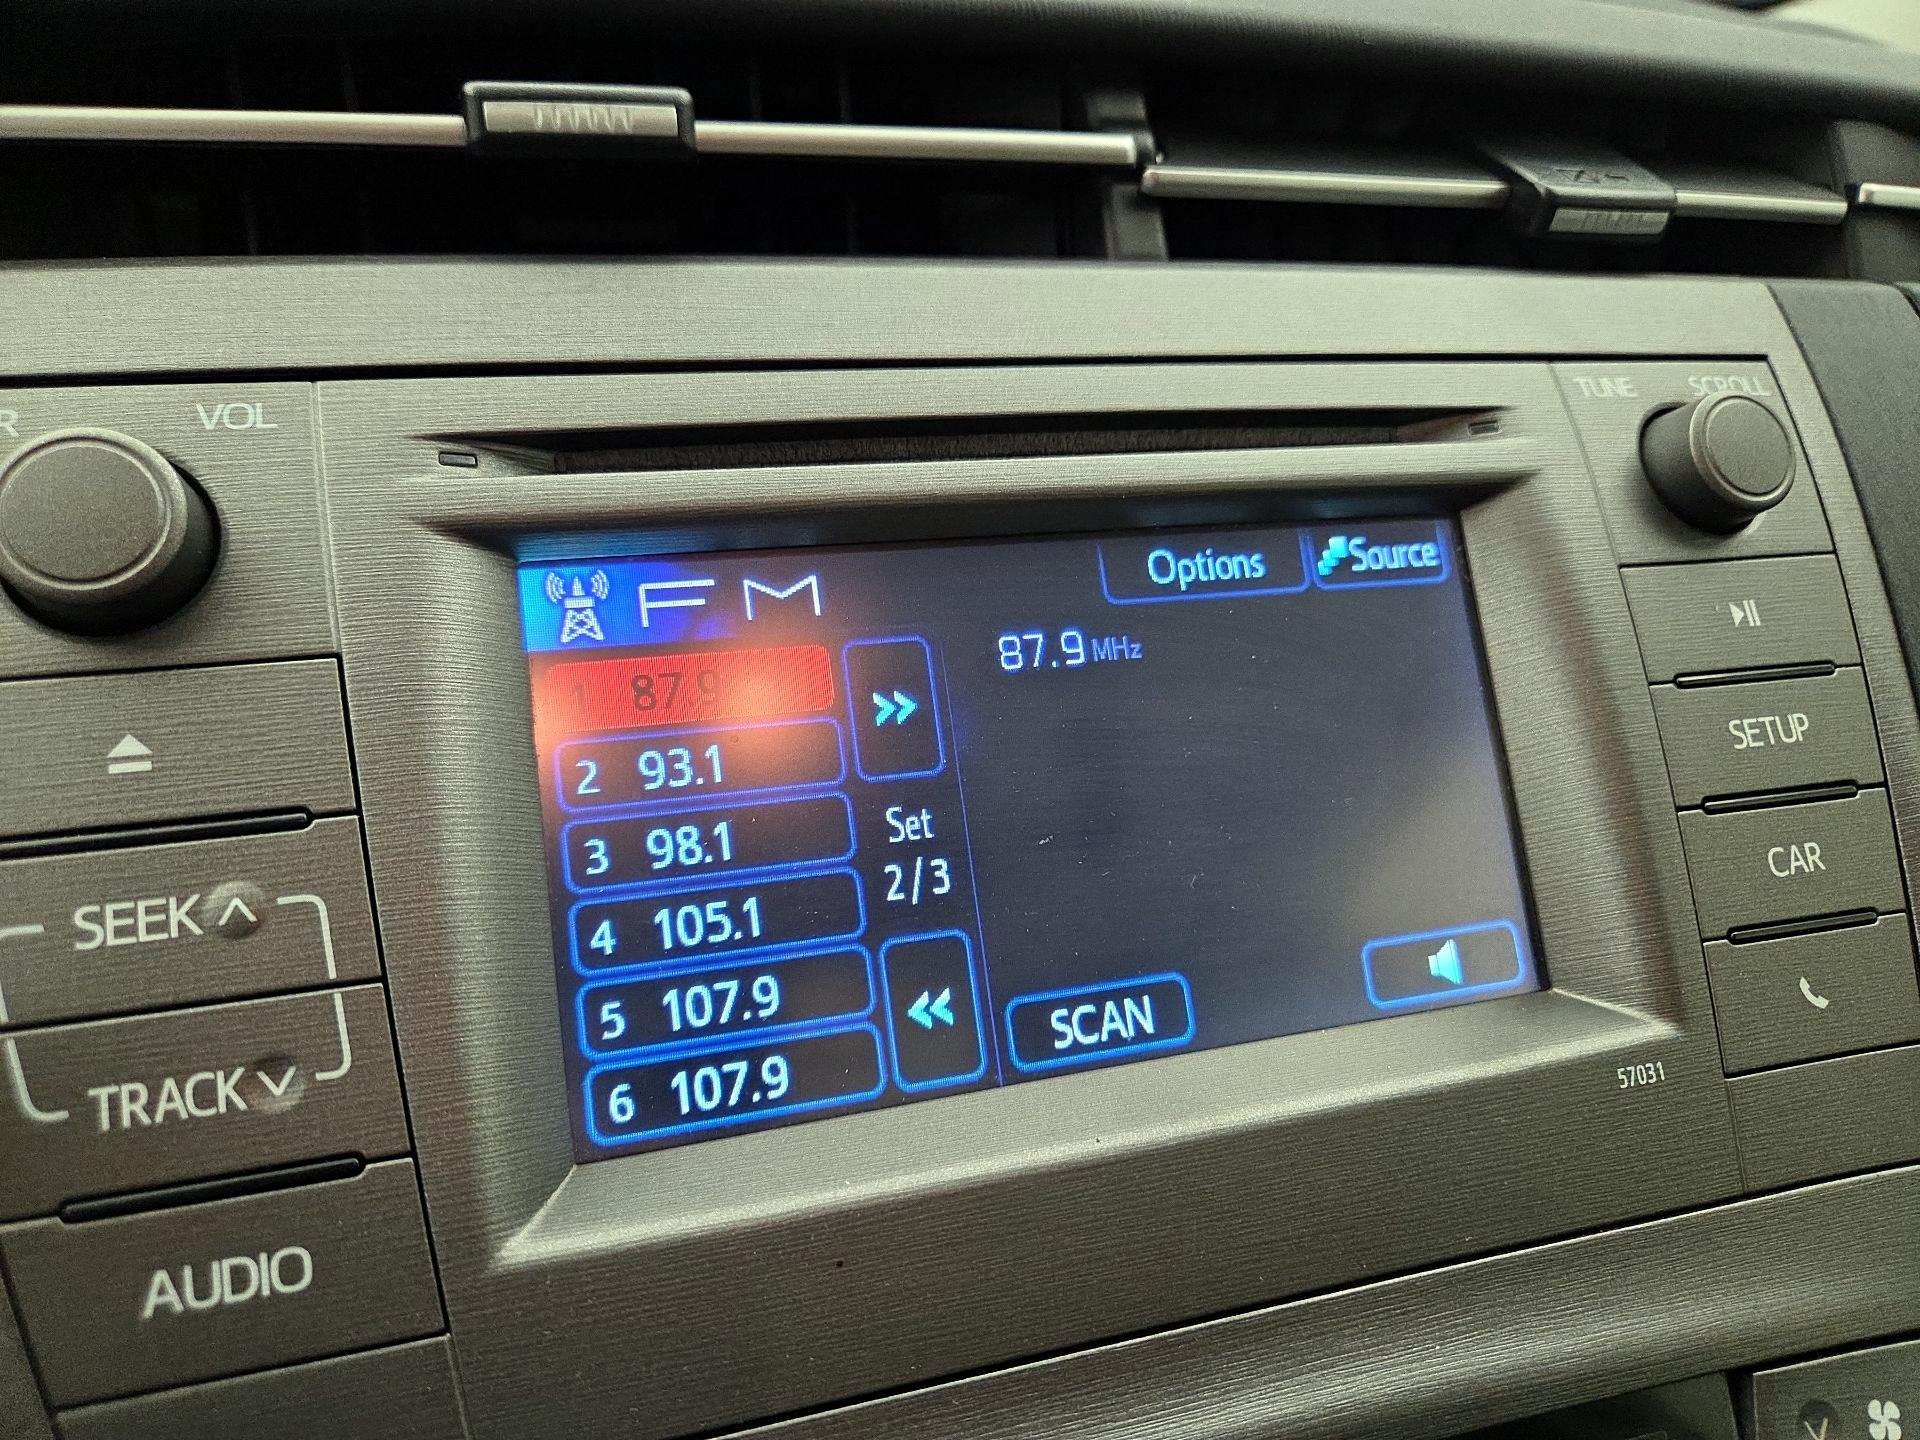 VOL
TUNE SCROLL
FM
Options
Source
87.9 MHz
1 87.9
2 93.1
3 98.1
4 105.1
5 107.9
6 107.9
Set
2/3
SCAN
SEEK
TRACK
AUDIO
SETUP
CAR
57031